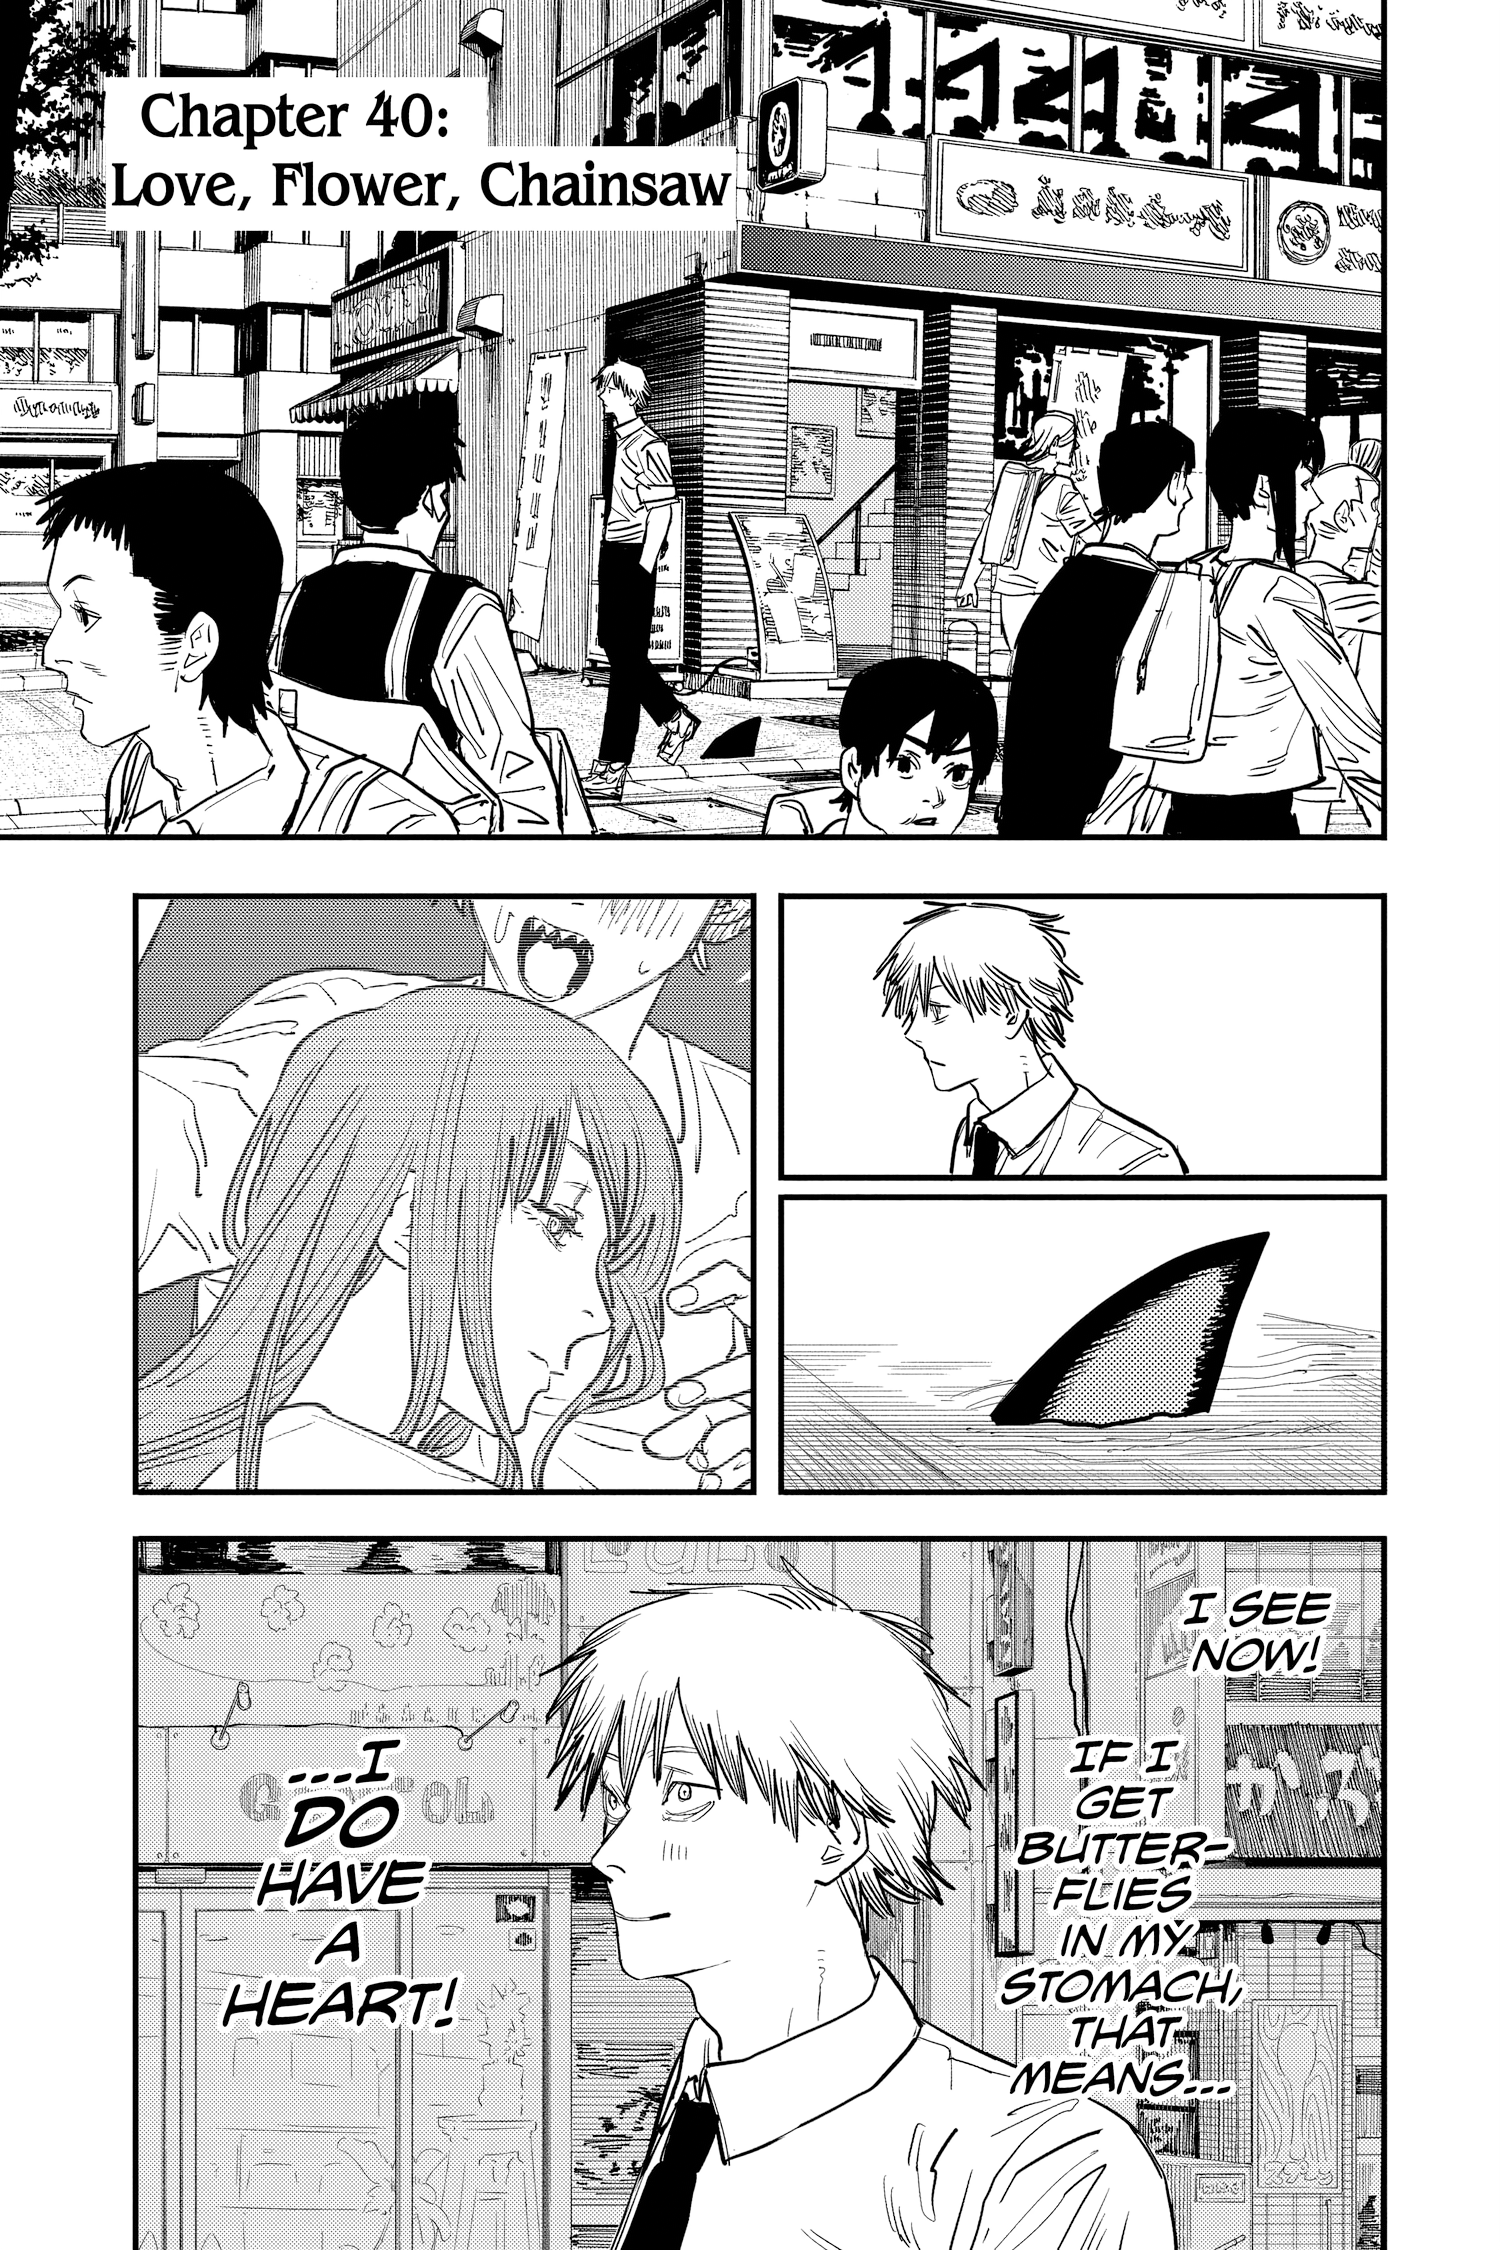 Chapter 40:
Love, Flower, Chainsaw
I SEE
NOW!
IF I
GET
BUTTER-
FLIES
IN MY
STOMACH,
THAT
MEANS...
...I
DO
HAVE
A
HEART!